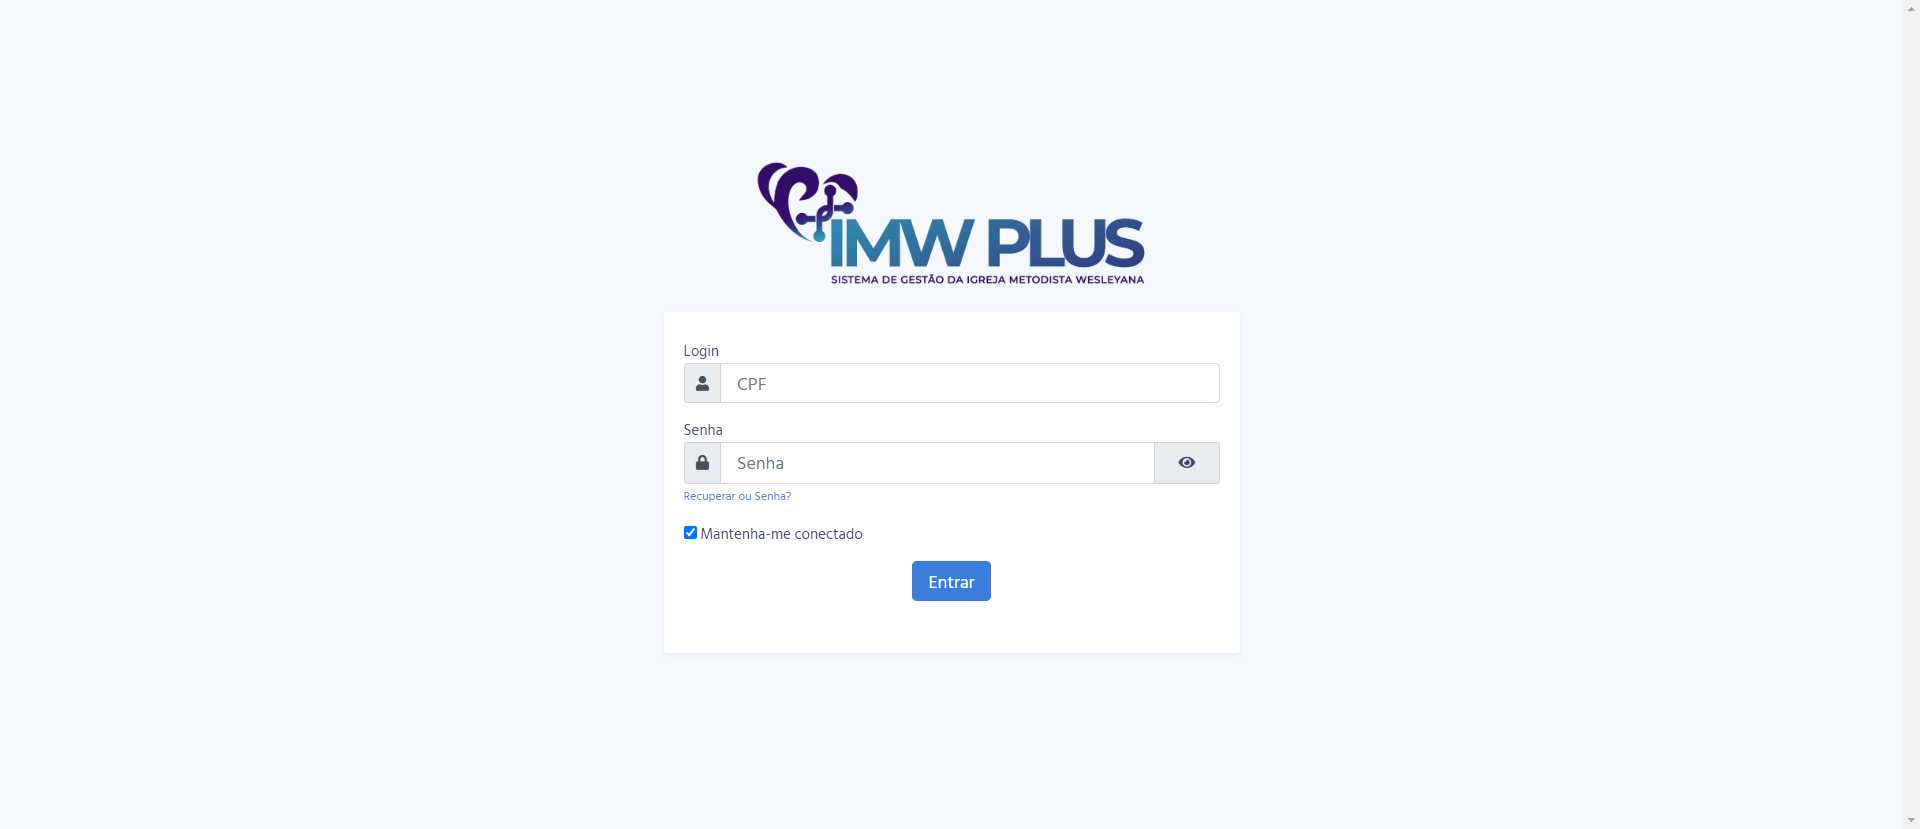 IMW PLUS
SISTEMA DE GESTÃO DA IGREJA METODISTA WESLEYANA
Login
CPF
Senha
Senha
Recuperar ou Senha?
Mantenha-me conectado
Entrar